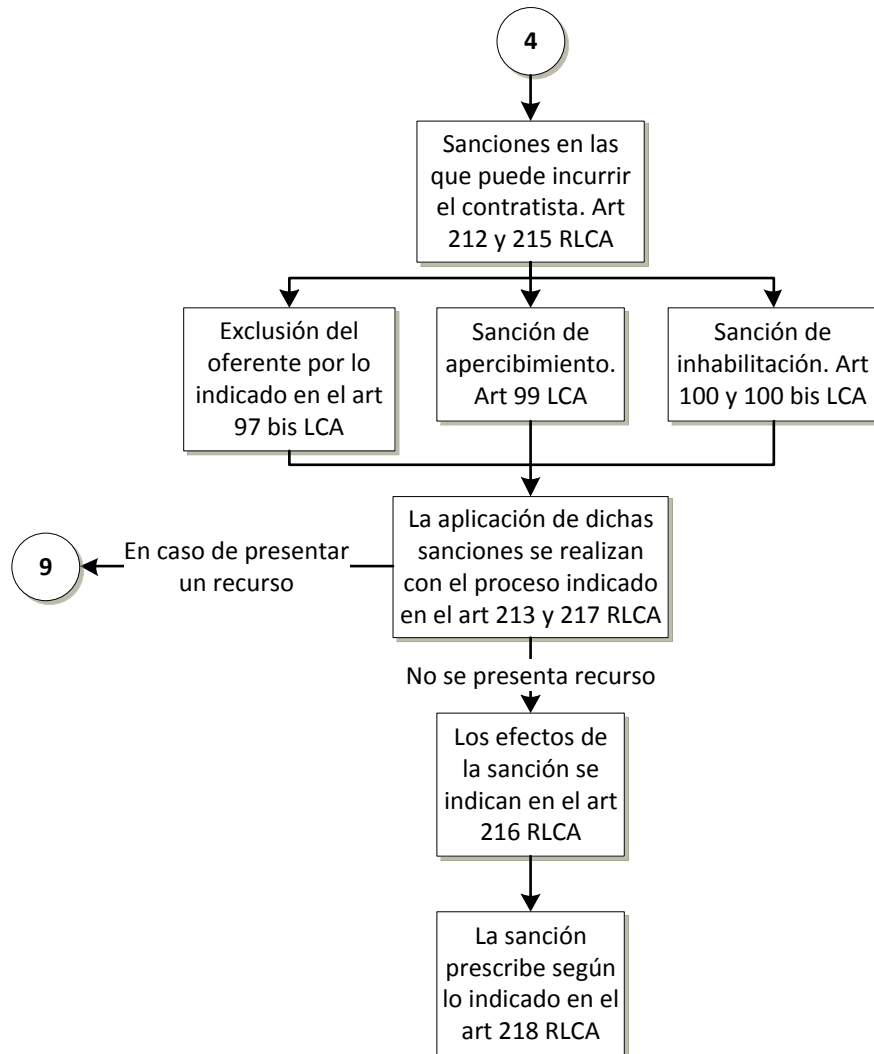 4
Sanciones en las
que puede incurrir
el contratista. Art
212 y 215 RLCA
Exclusión del
oferente por lo
indicado en el art
97 bis LCA
Sanción de
apercibimiento.
Art 99 LCA
Sanción de
inhabilitación. Art
100 y 100 bis LCA
La aplicación de dichas
sanciones se realizan
con el proceso indicado
en el art 213 y 217 RLCA
En caso de presentar
un recurso
9
No se presenta recurso
Los efectos de
la sanción se
indican en el art
216 RLCA
La sanción
prescribe según
lo indicado en el
art 218 RLCA